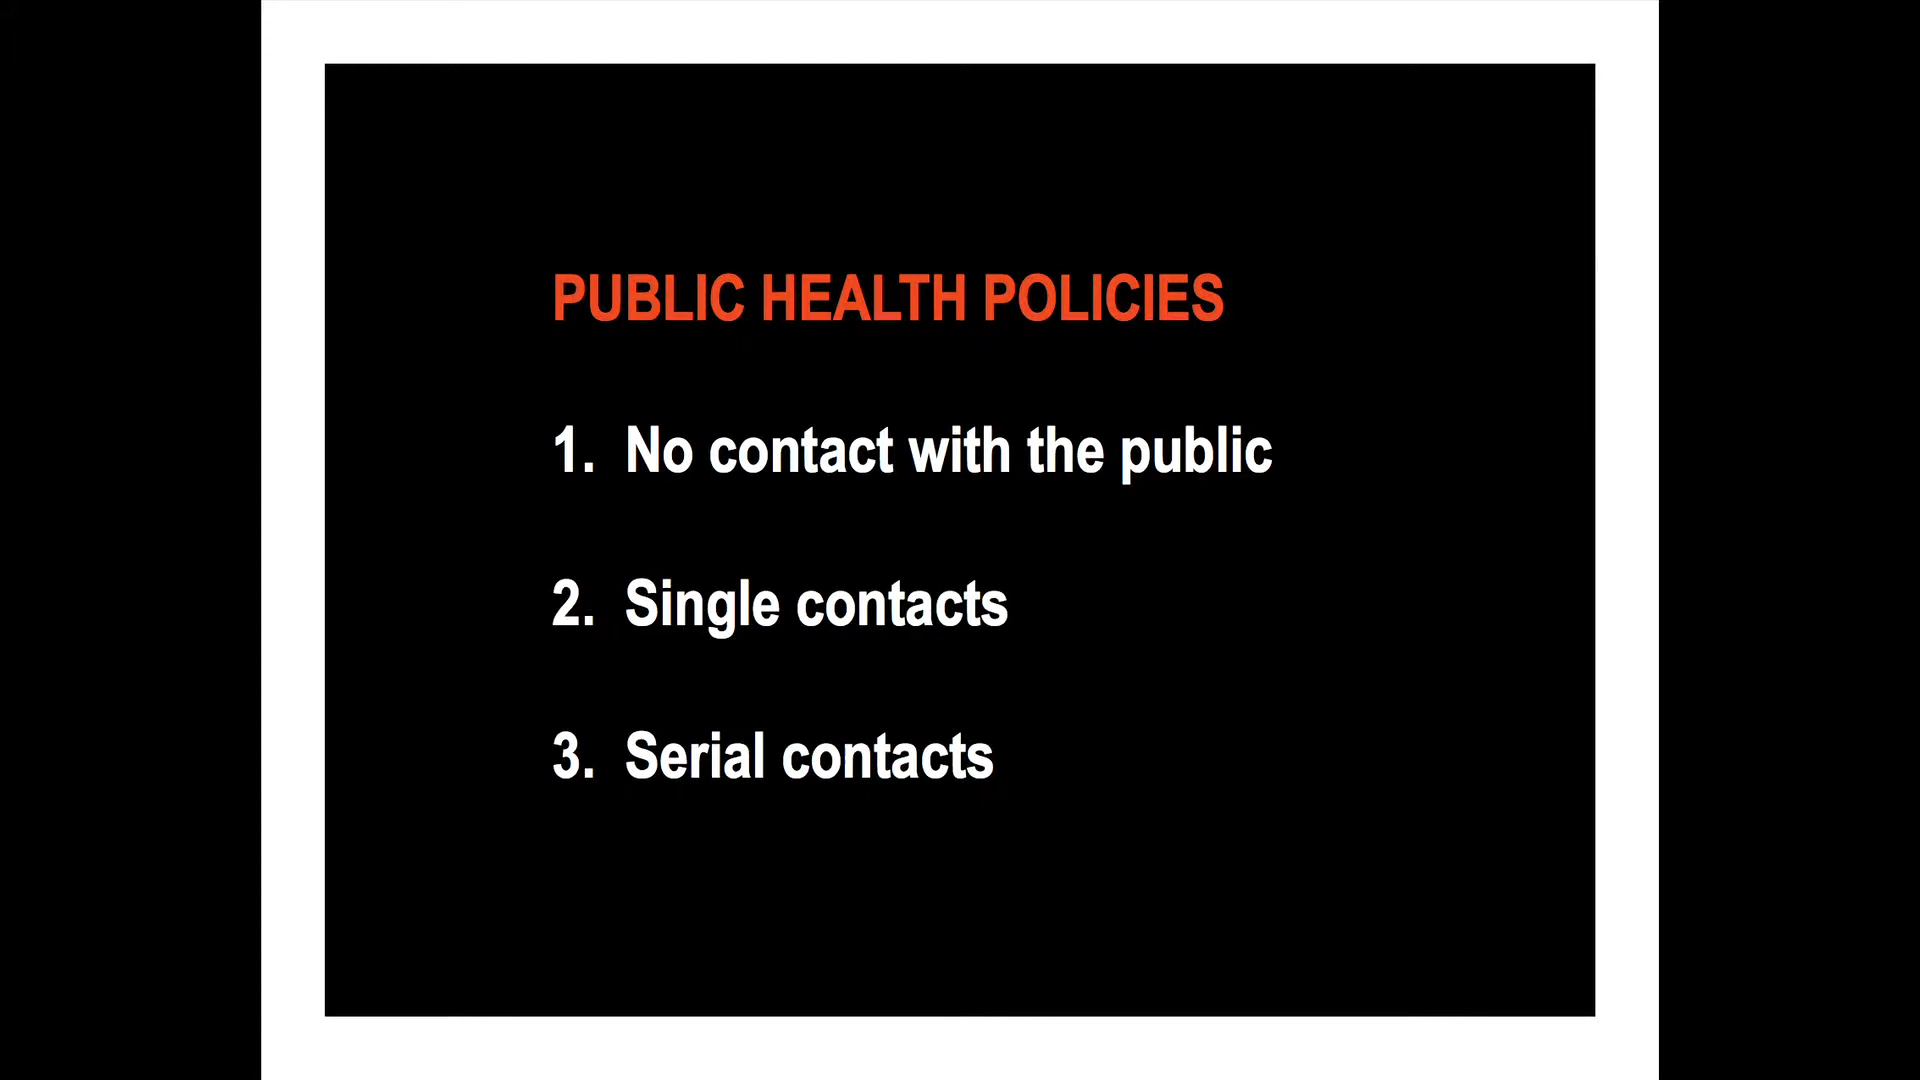 PUBLIC HEALTH POLICIES
1. No contact with the public
2. Single contacts
3. Serial contacts